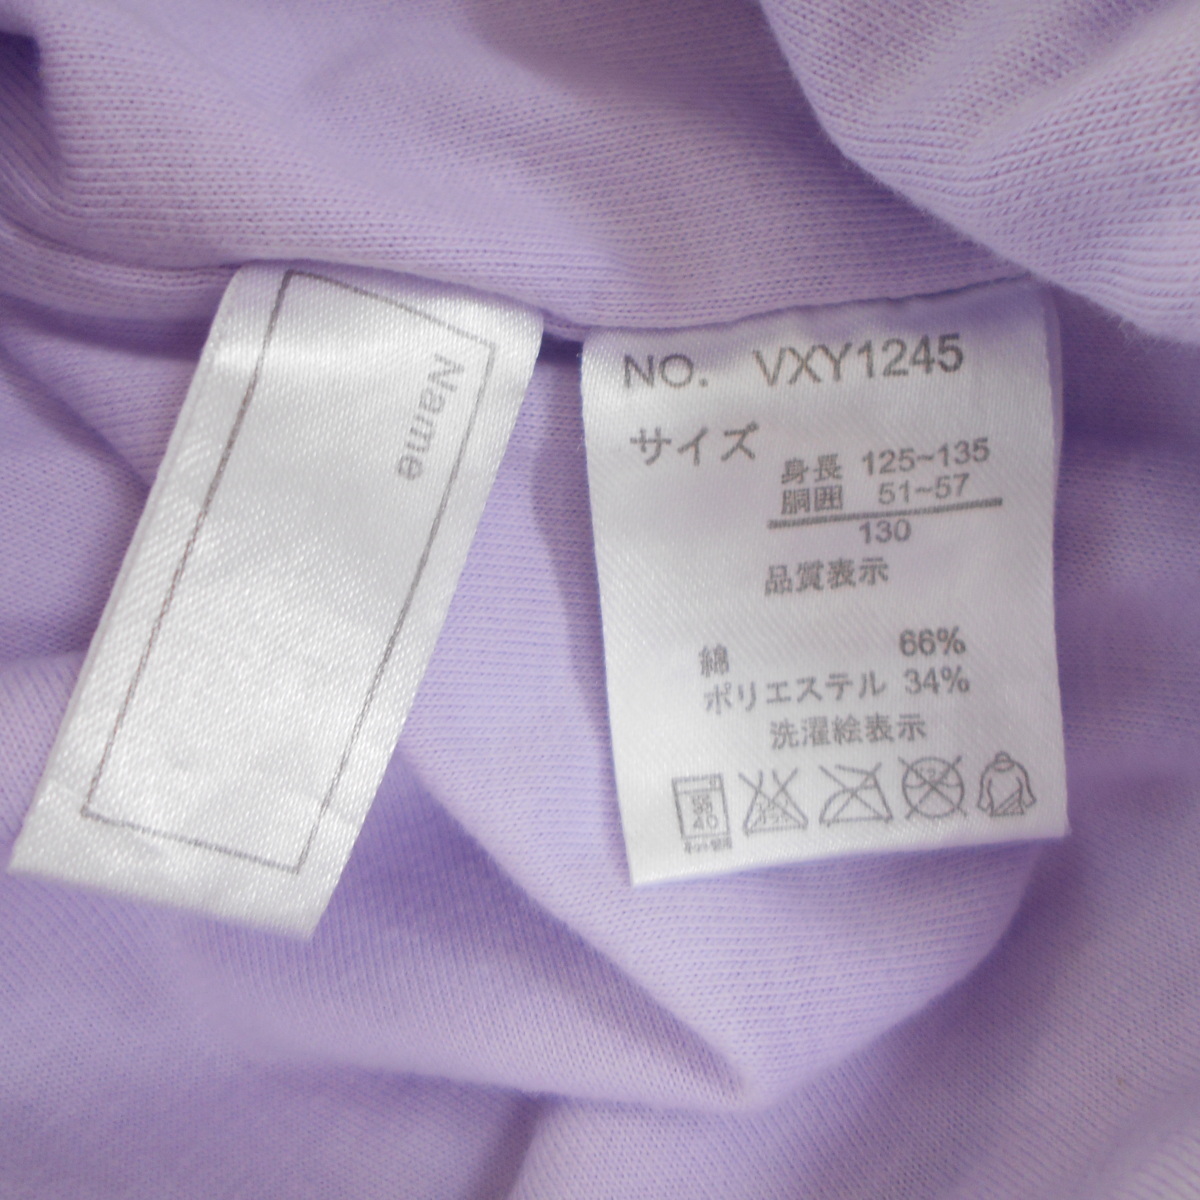 Name
NO. VXY1245
サイズ
身長 125~135
胴囲 51~57
130
品質表示
綿 66%
ポリエステル 34%
洗濯絵表示
40